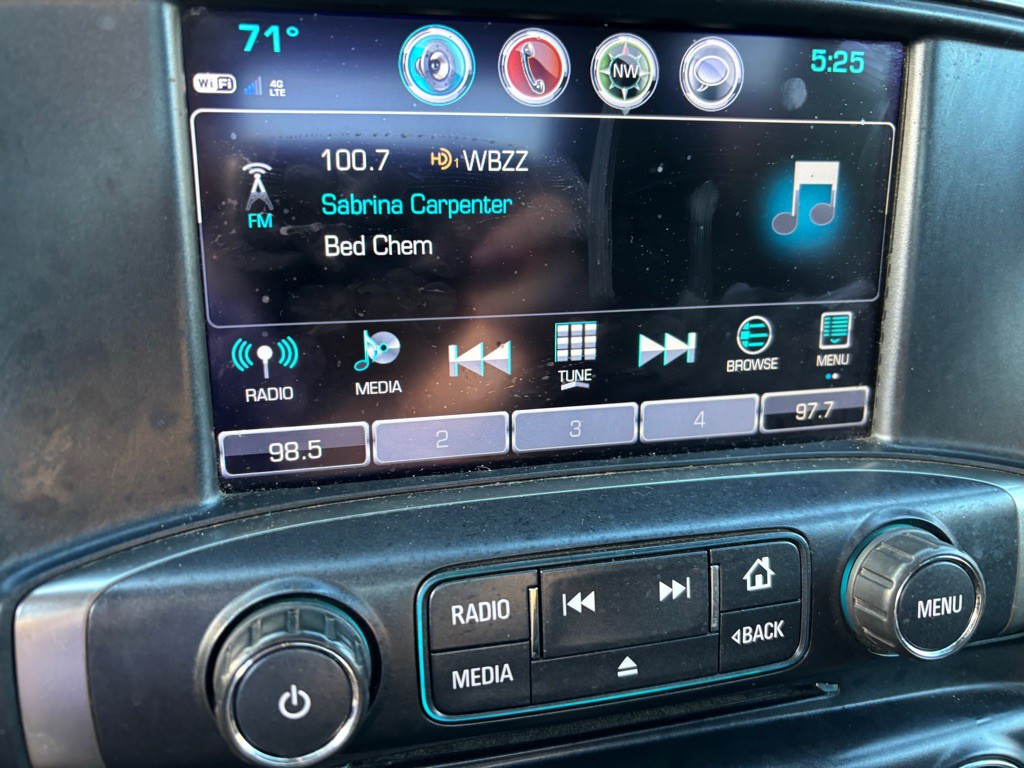 71°
5:25
WiFi 4G LTE
NW
100.7 HD1 WBZZ
FM
Sabrina Carpenter
Bed Chem
RADIO MEDIA TUNE BROWSE MENU
98.5 2 3 4 97.7
RADIO
MEDIA
BACK
MENU